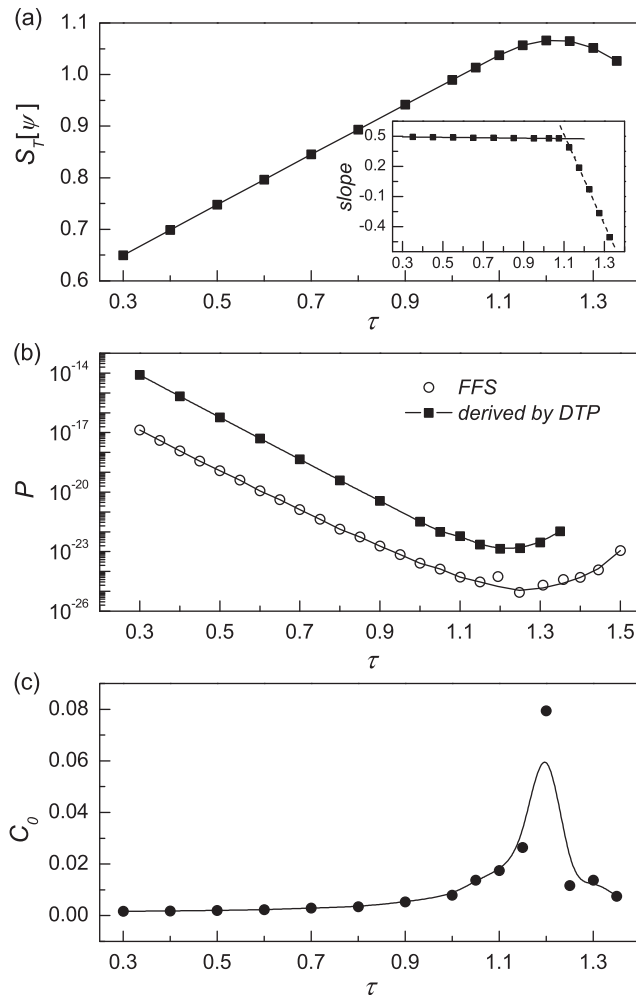 (a)
1.1
1.0
0.9
0.8
0.7
0.6
S_T[ψ]
0.5
0.2
-0.1
-0.4
slope
0.3 0.5 0.7 0.9 1.1 1.3
0.3 0.5 0.7 0.9 1.1 1.3
τ
(b)
10^-14
10^-17
10^-20
10^-23
10^-26
P
FFS
derived by DTP
0.3 0.5 0.7 0.9 1.1 1.3 1.5
τ
(c)
0.08
0.06
0.04
0.02
0.00
C_0
0.3 0.5 0.7 0.9 1.1 1.3
τ